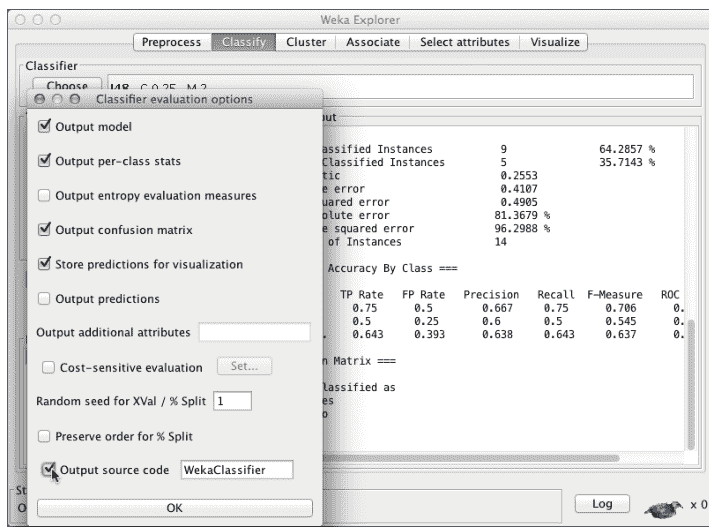 Weka Explorer
Preprocess Classify Cluster Associate Select attributes Visualize
Classifier
Choose J48 -C 0.25 -M 2
Classifier evaluation options
Output model
Output per-class stats
Output entropy evaluation measures
Output confusion matrix
Store predictions for visualization
Output predictions
Output additional attributes
Cost-sensitive evaluation Set...
Random seed for XVal / % Split 1
Preserve order for % Split
Output source code WekaClassifier
OK
put
assified Instances 9 64.2857 %
Classified Instances 5 35.7143 %
tic 0.2553
e error 0.4107
uared error 0.4905
olute error 81.3679 %
e squared error 96.2988 %
of Instances 14
Accuracy By Class ===
TP Rate FP Rate Precision Recall F-Measure ROC
0.75 0.5 0.667 0.75 0.706 0.
0.5 0.25 0.6 0.5 0.545 0.
. 0.643 0.393 0.638 0.643 0.637 0.
n Matrix ===
lassified as
es
o
St
O
Log x 0